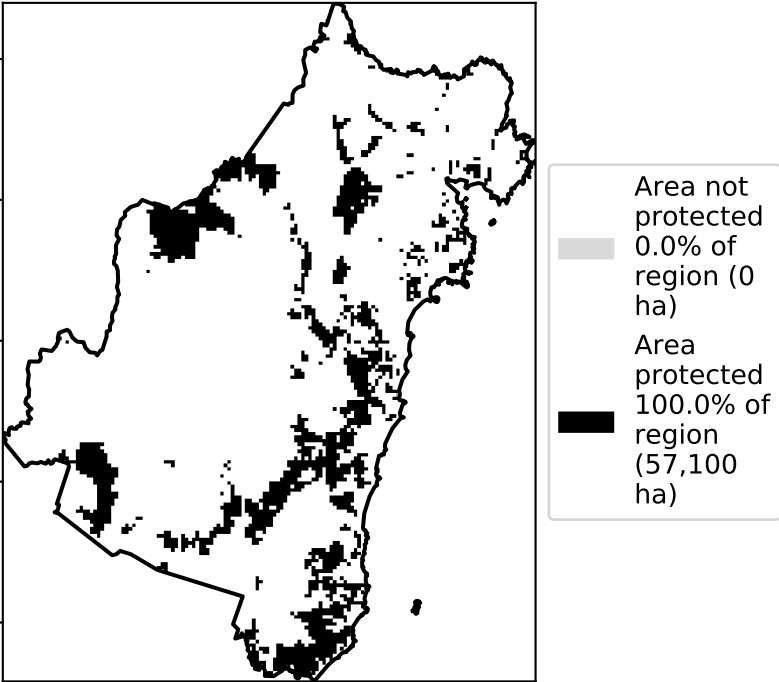 Area not
protected
0.0% of
region (0
ha)
Area
protected
100.0% of
region
(57,100
ha)